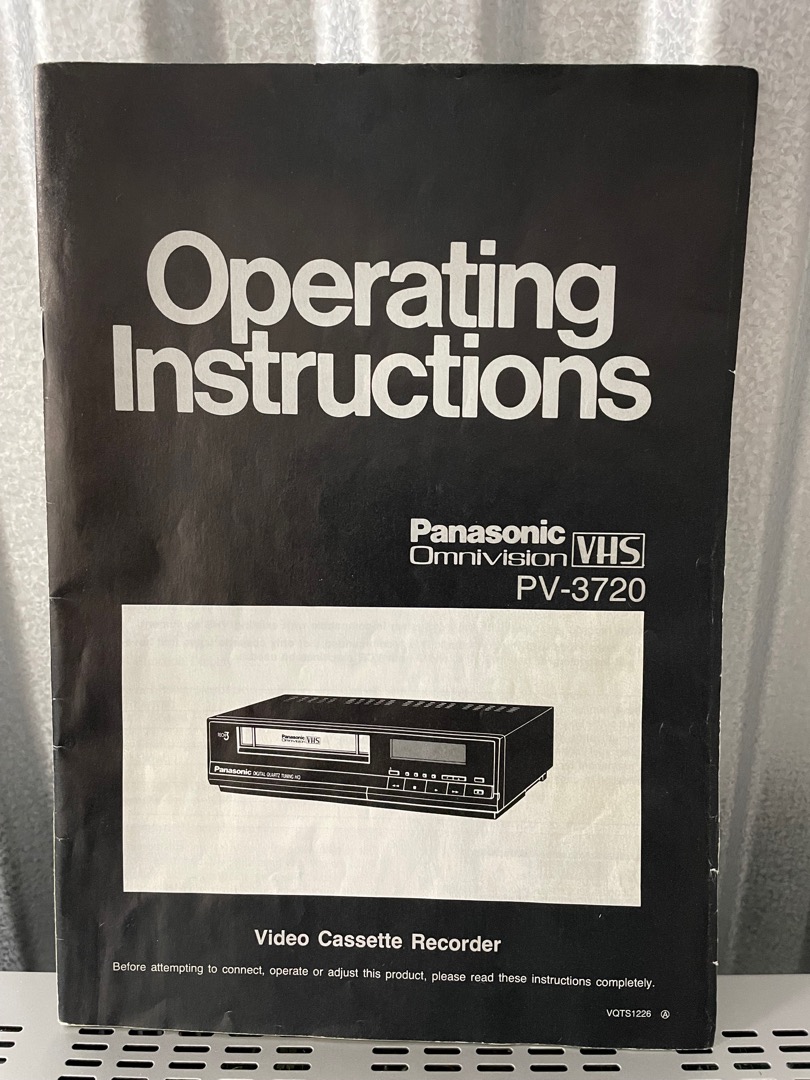 Operating
Instructions
Panasonic
Omnivision VHS
PV-3720
Panasonic
Omnivision VHS
Panasonic DIGITAL QUARTZ TUNING HQ
Video Cassette Recorder
Before attempting to connect, operate or adjust this product, please read these instructions completely.
VQTS1226 Ⓐ